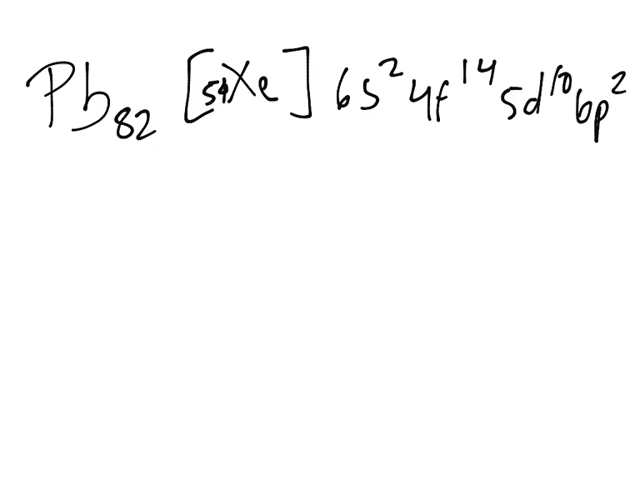 Pb₈₂ [₅₄Xe] 6s² 4f¹⁴ 5d¹⁰ 6p²